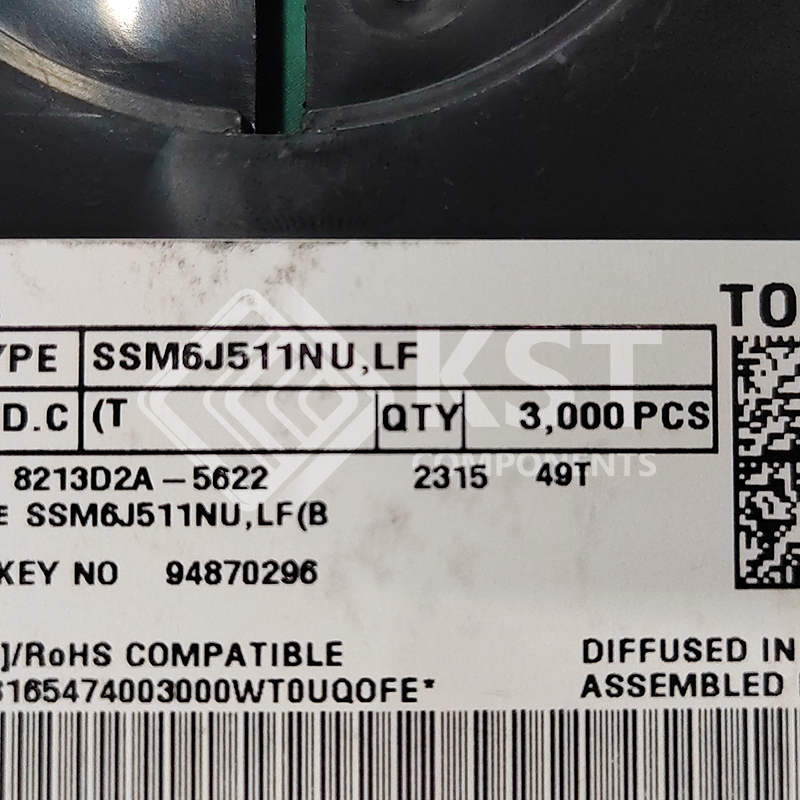 TO
YPE SSM6J511NU,LF
D.C (T QTY 3,000 PCS
8213D2A-5622 2315 49T
E SSM6J511NU,LF(B
KEY NO 94870296
]/RoHS COMPATIBLE DIFFUSED IN
3165474003000WT0UQOFE* ASSEMBLED
KST
COMPONENTS